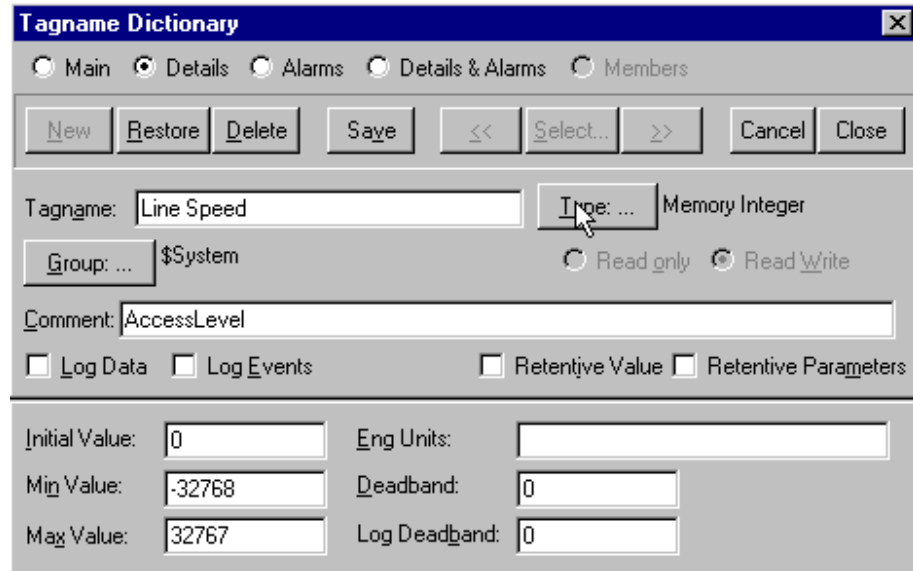 Tagname Dictionary
Main Details Alarms Details & Alarms Members
New Restore Delete Save << Select... >> Cancel Close
Tagname: Line Speed Type: ... Memory Integer
Group: ... $System Read only Read Write
Comment: AccessLevel
Log Data Log Events Retentive Value Retentive Parameters
Initial Value: 0 Eng Units:
Min Value: -32768 Deadband: 0
Max Value: 32767 Log Deadband: 0